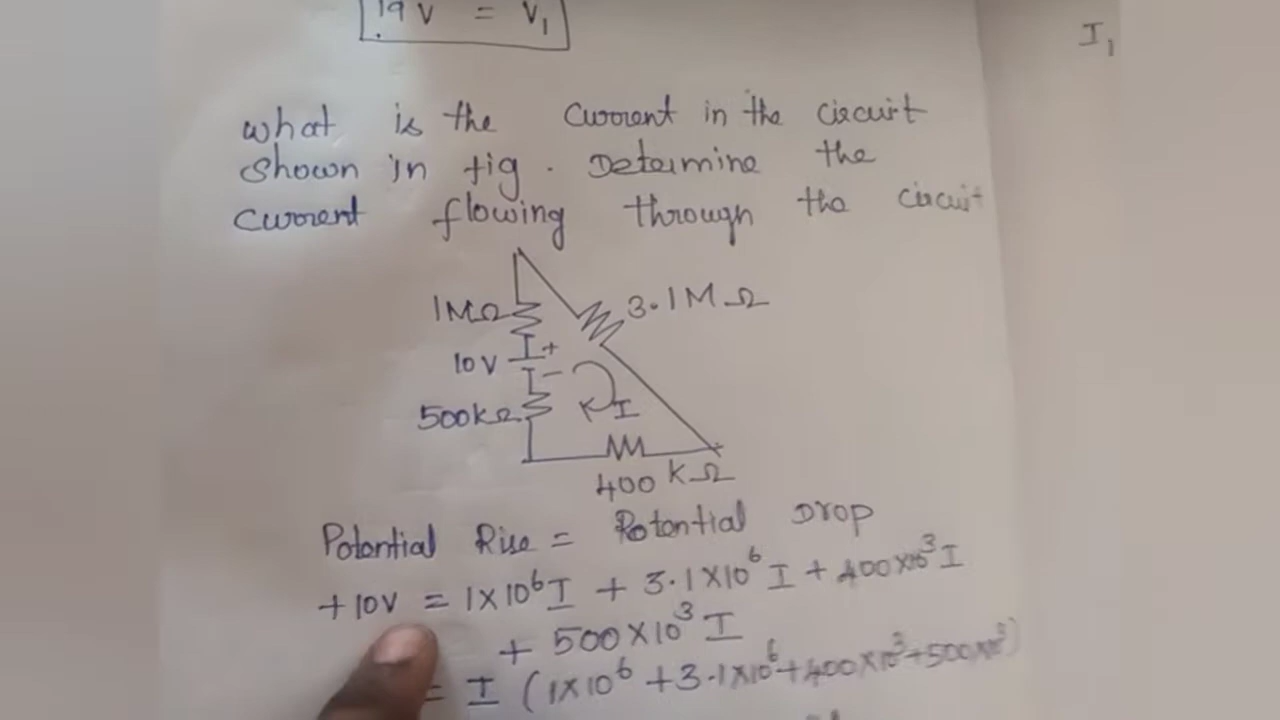 19 V = V₁
I₁
What is the Current in the circuit
Shown in fig. Determine the
Current flowing through the circuit
1MΩ
3.1MΩ
10V
+
-
500kΩ
I
400 KΩ
Potential Rise = Potential Drop
+10V = 1×10⁶I + 3.1×10⁶ I + 400×10³ I
+ 500×10³ I
= I (1×10⁶ + 3.1×10⁶ + 400×10³ + 500×10³)